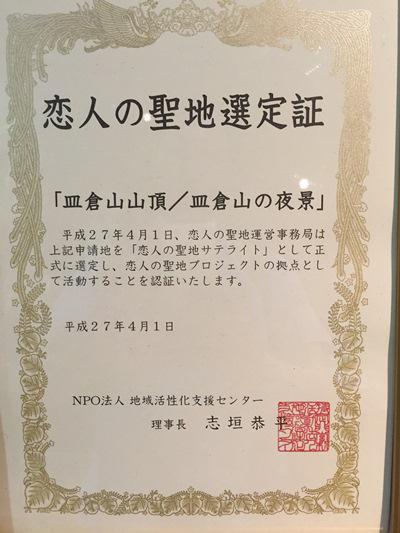 恋人の聖地選定証
「皿倉山山頂／皿倉山の夜景」
平成27年4月1日、恋人の聖地運営事務局は
上記申請地を「恋人の聖地サテライト」として正
式に選定し、恋人の聖地プロジェクトの拠点とし
て活動することを認証いたします。
平成27年4月1日
NPO法人 地域活性化支援センター
理事長 志垣恭平